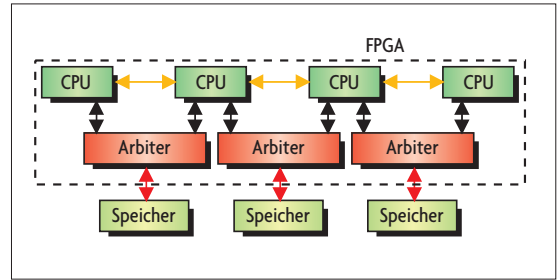 FPGA
CPU CPU CPU CPU
Arbiter Arbiter Arbiter
Speicher Speicher Speicher